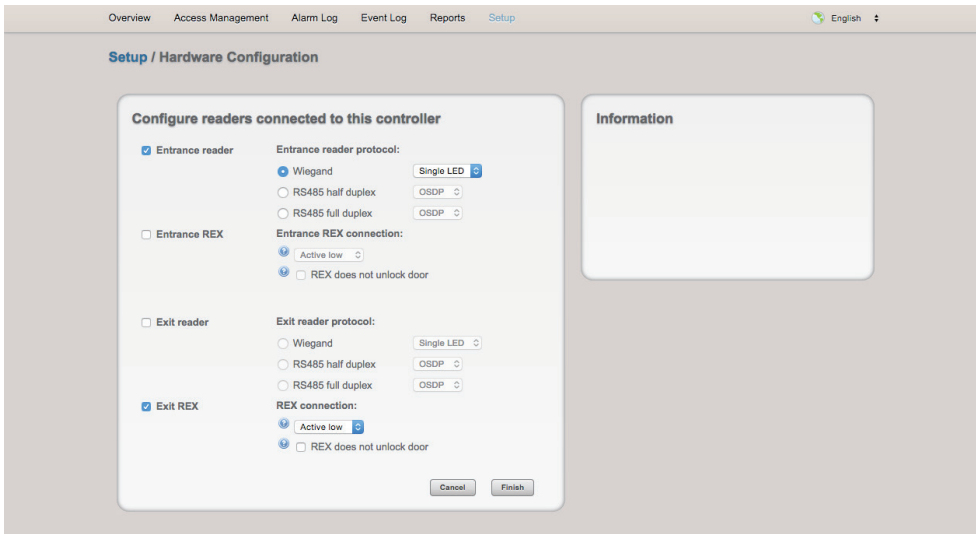 Overview Access Management Alarm Log Event Log Reports Setup English
Setup / Hardware Configuration
Configure readers connected to this controller
Entrance reader Entrance reader protocol:
Wiegand Single LED
RS485 half duplex OSDP
RS485 full duplex OSDP
Entrance REX Entrance REX connection:
Active low
REX does not unlock door
Exit reader Exit reader protocol:
Wiegand Single LED
RS485 half duplex OSDP
RS485 full duplex OSDP
Exit REX REX connection:
Active low
REX does not unlock door
Cancel Finish
Information